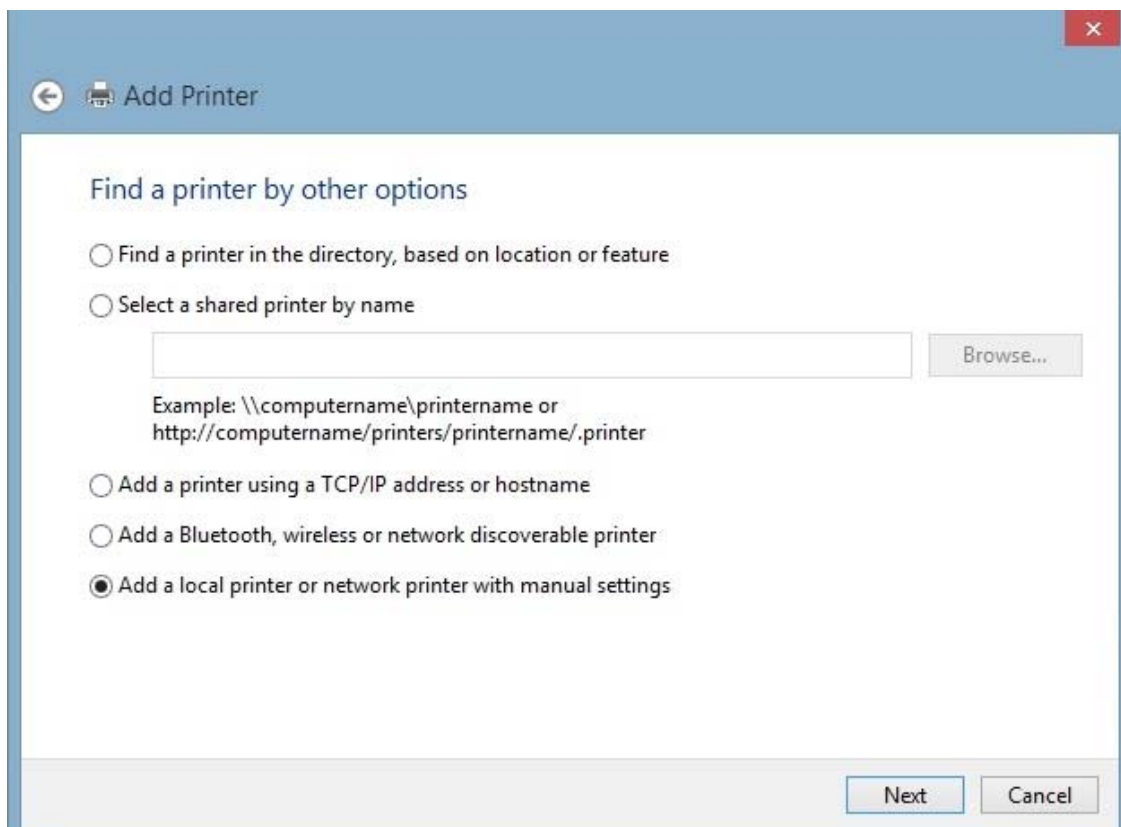 Add Printer
Find a printer by other options
Find a printer in the directory, based on location or feature
Select a shared printer by name
Browse...
Example: \\computername\printername or
http://computername/printers/printername/.printer
Add a printer using a TCP/IP address or hostname
Add a Bluetooth, wireless or network discoverable printer
Add a local printer or network printer with manual settings
Next
Cancel